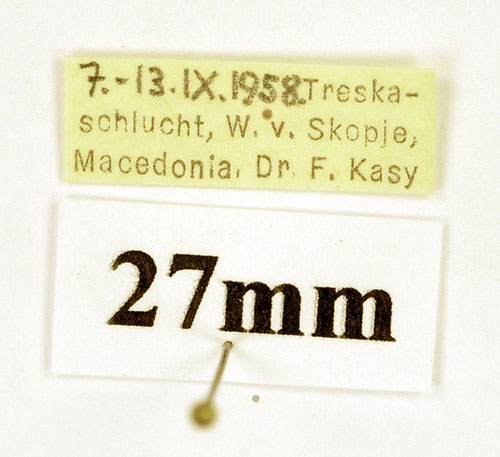 7.-13.IX.1958.Treska-
schlucht, W. v. Skopje,
Macedonia. Dr. F. Kasy
27mm